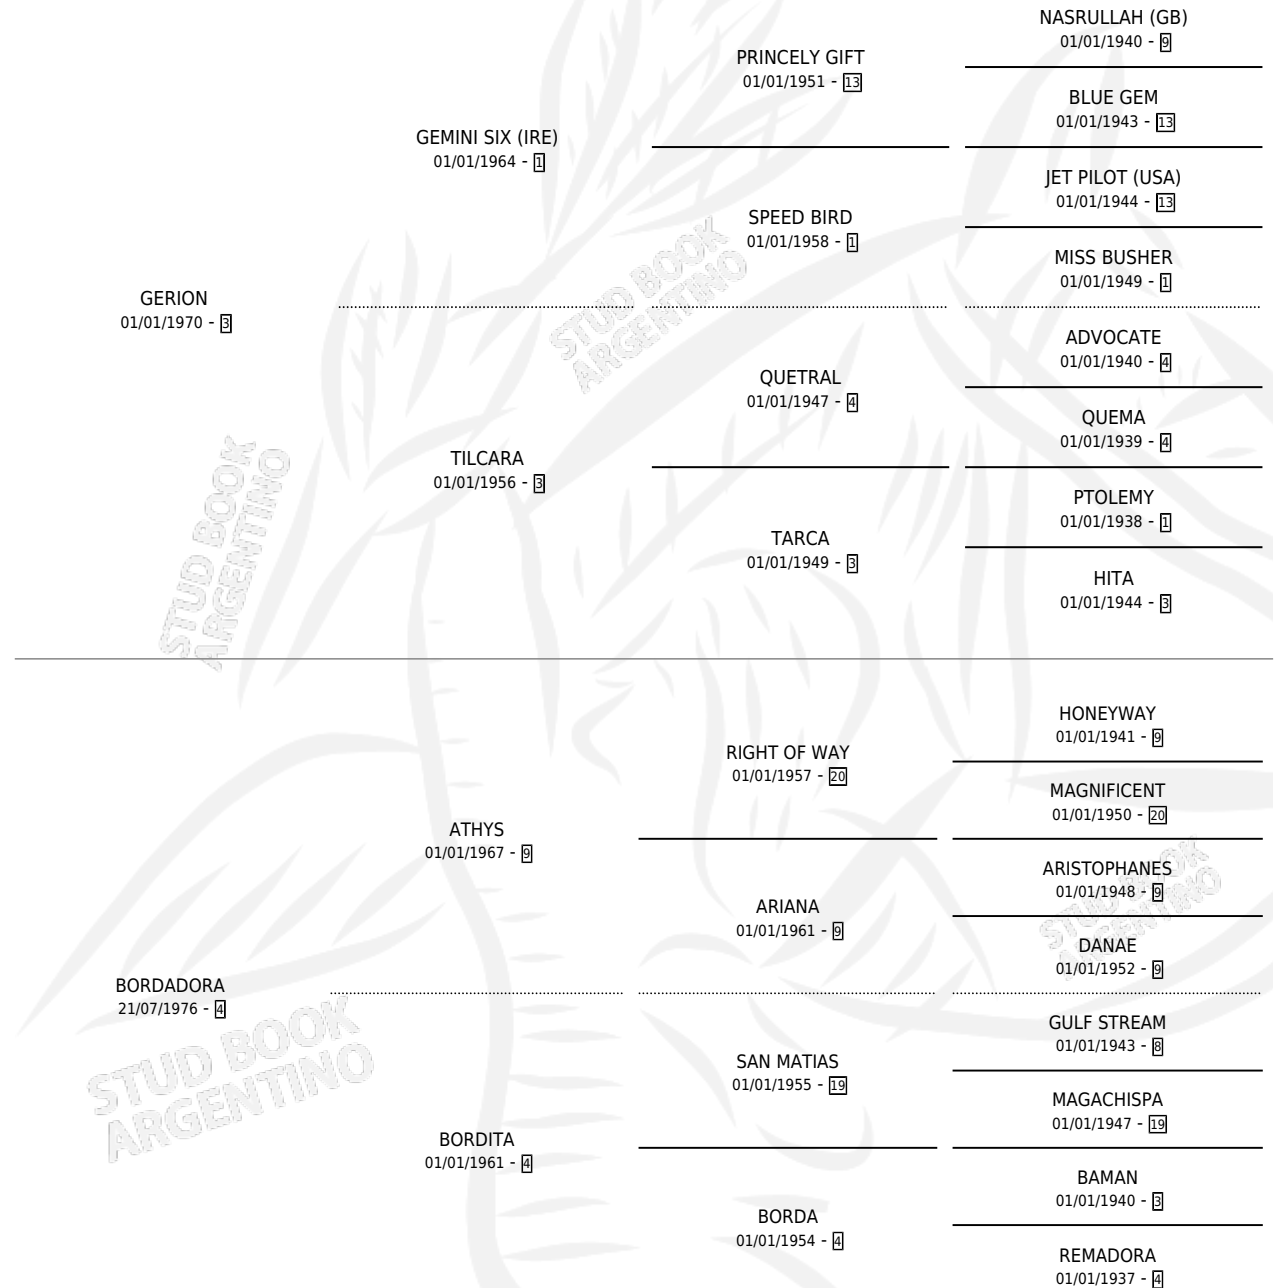 GERION
01/01/1970 - 3
GEMINI SIX (IRE)
01/01/1964 - 1
PRINCELY GIFT
01/01/1951 - 13
NASRULLAH (GB)
01/01/1940 - 9
BLUE GEM
01/01/1943 - 13
SPEED BIRD
01/01/1958 - 1
JET PILOT (USA)
01/01/1944 - 13
MISS BUSHER
01/01/1949 - 1
TILCARA
01/01/1956 - 3
QUETRAL
01/01/1947 - 4
ADVOCATE
01/01/1940 - 4
QUEMA
01/01/1939 - 4
TARCA
01/01/1949 - 3
PTOLEMY
01/01/1938 - 1
HITA
01/01/1944 - 3
BORDADORA
21/07/1976 - 4
ATHYS
01/01/1967 - 9
RIGHT OF WAY
01/01/1957 - 20
HONEYWAY
01/01/1941 - 9
MAGNIFICENT
01/01/1950 - 20
ARIANA
01/01/1961 - 9
ARISTOPHANES
01/01/1948 - 9
DANAE
01/01/1952 - 9
BORDITA
01/01/1961 - 4
SAN MATIAS
01/01/1955 - 19
GULF STREAM
01/01/1943 - 8
MAGACHISPA
01/01/1947 - 19
BORDA
01/01/1954 - 4
BAMAN
01/01/1940 - 3
REMADORA
01/01/1937 - 4
STUD BOOK
ARGENTINO
STUD BOOK
ARGENTINO
STUD BOOK
ARGENTINO
STUD BOOK
ARGENTINO